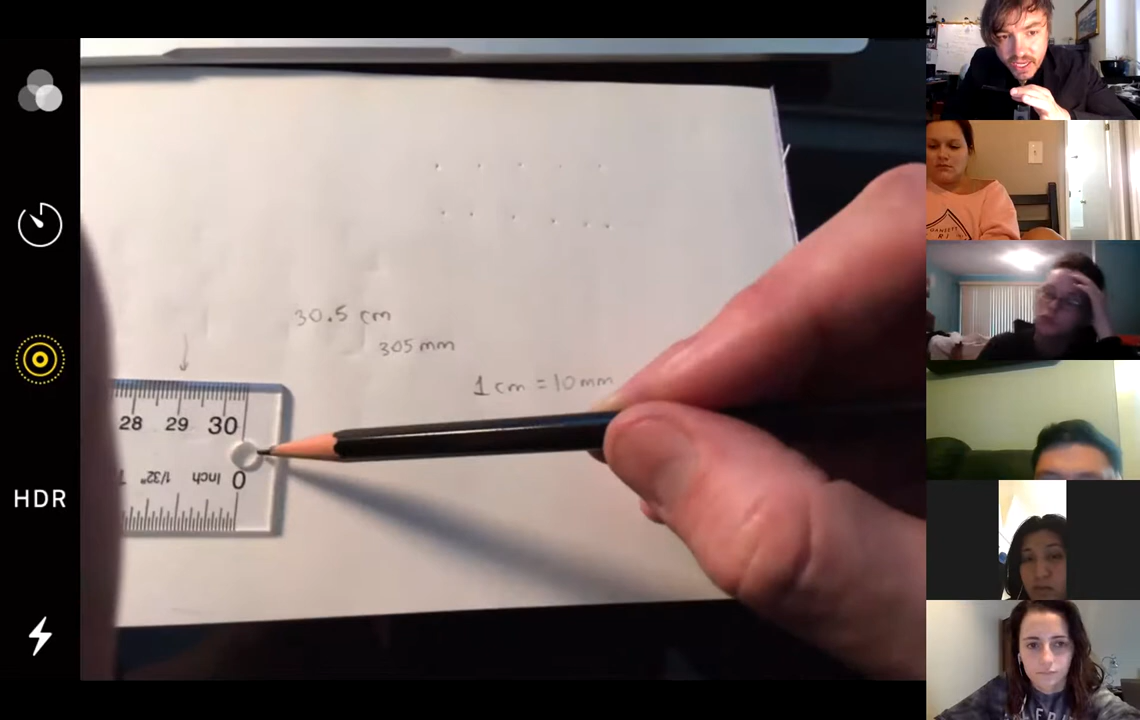 30.5 cm
305 mm
1 cm = 10 mm
28 29 30
1/32" Inch 0
HDR